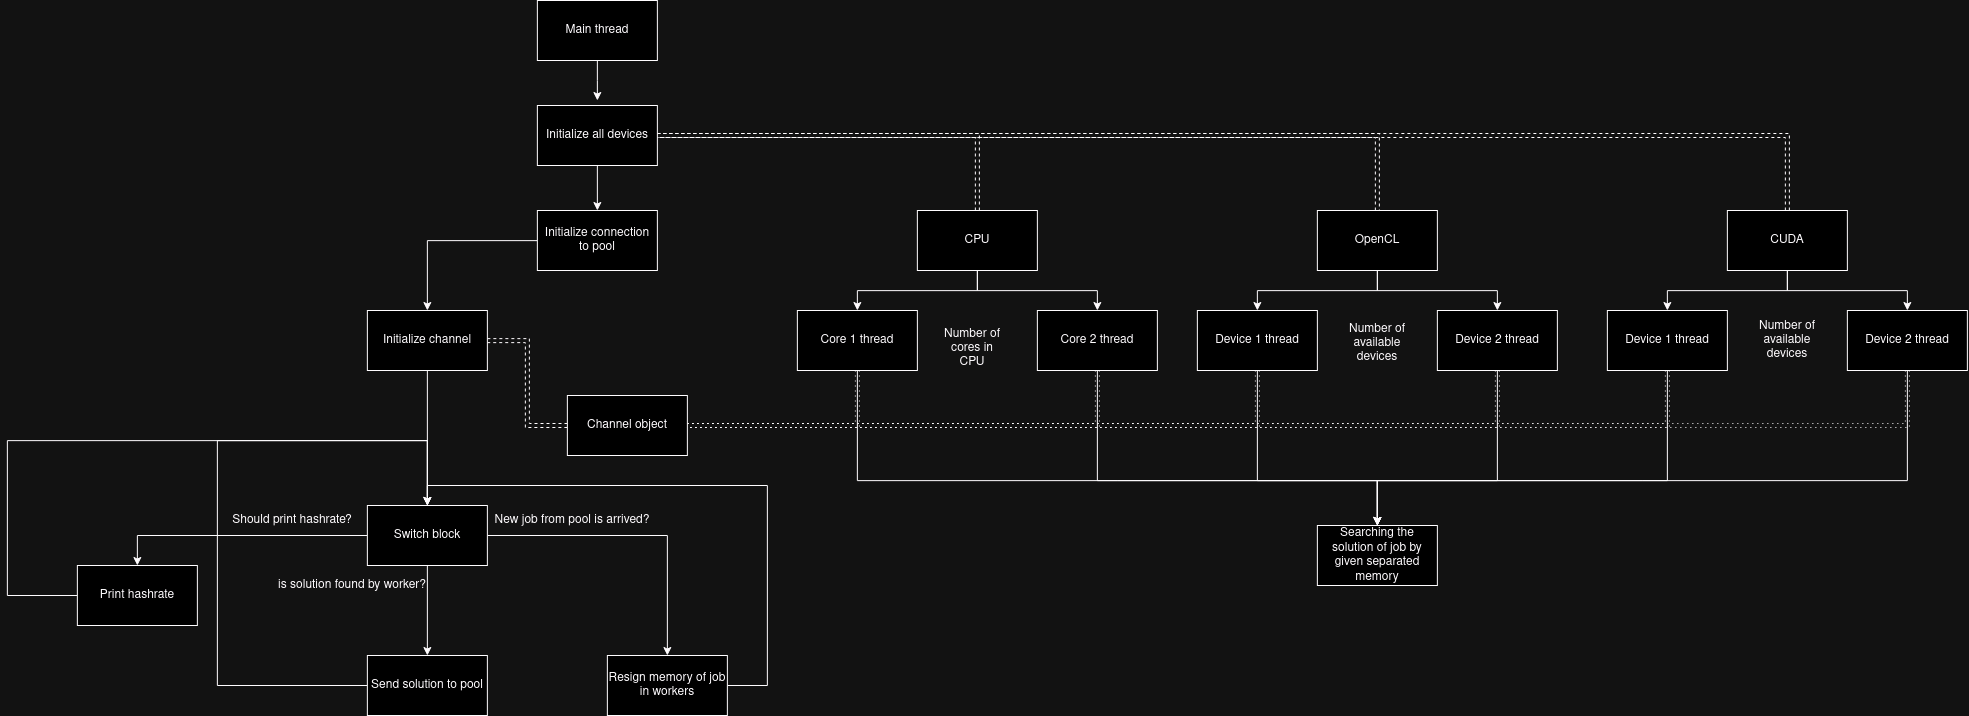 Main thread
Initialize all devices
Initialize connection
to pool
CPU
OpenCL
CUDA
Initialize channel
Core 1 thread
Number of
cores in
CPU
Core 2 thread
Device 1 thread
Number of
available
devices
Device 2 thread
Device 1 thread
Number of
available
devices
Device 2 thread
Channel object
Should print hashrate?
Switch block
New job from pool is arrived?
Searching the
solution of job by
given separated
memory
is solution found by worker?
Print hashrate
Send solution to pool
Resign memory of job
in workers